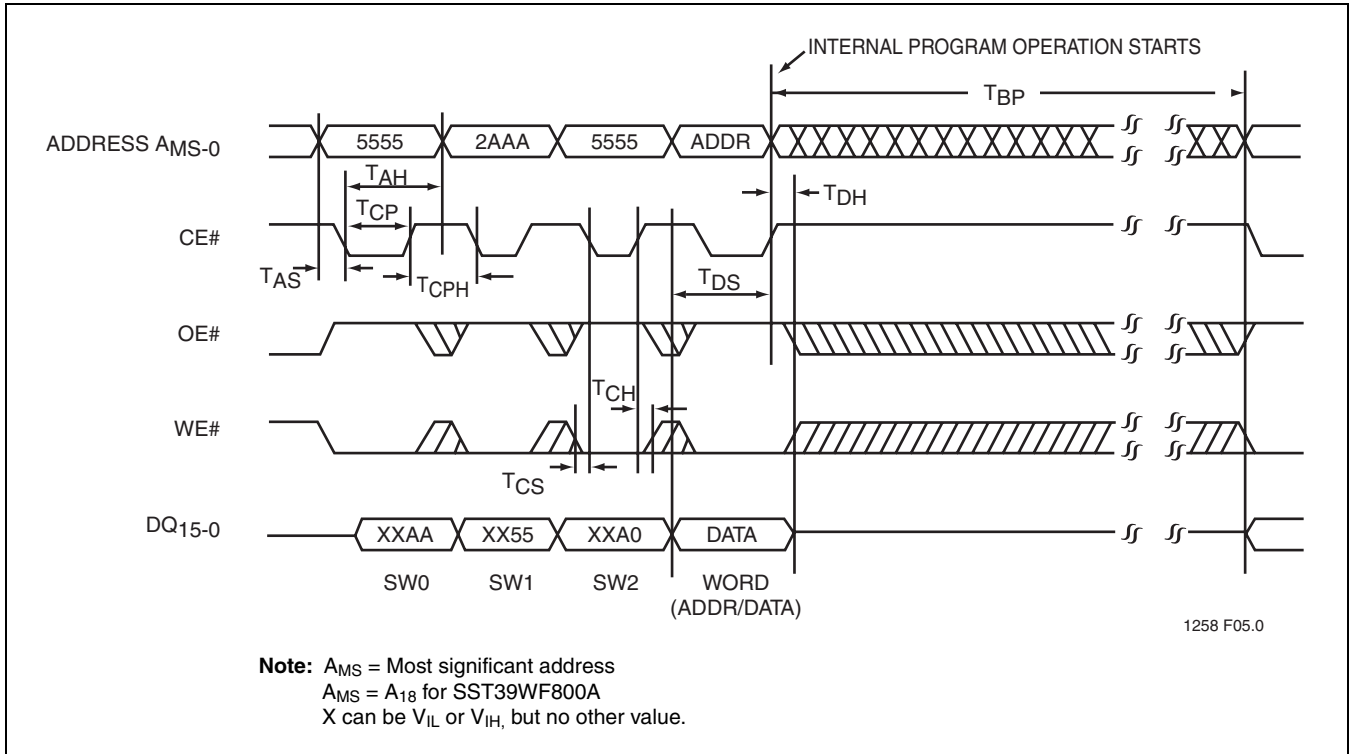 INTERNAL PROGRAM OPERATION STARTS
TBP
ADDRESS AMS-0
5555 2AAA 5555 ADDR
TAH
TDH
TCP
CE#
TAS
TCPH
TDS
OE#
TCH
WE#
TCS
DQ15-0
XXAA XX55 XXA0 DATA
SW0 SW1 SW2 WORD
(ADDR/DATA)
1258 F05.0
Note: AMS = Most significant address
AMS = A18 for SST39WF800A
X can be VIL or VIH, but no other value.